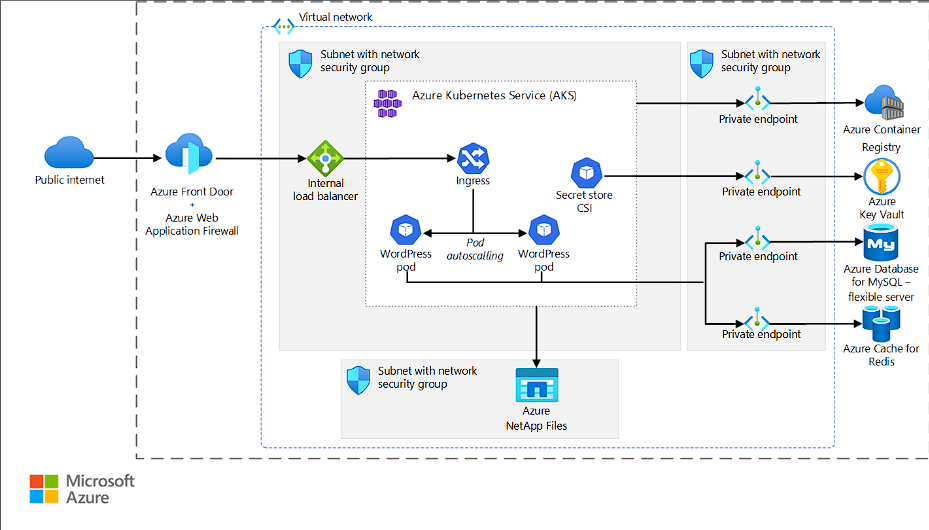 Virtual network
Subnet with network
security group
Subnet with network
security group
Azure Kubernetes Service (AKS)
Private endpoint
Azure Container
Registry
Public internet
Azure Front Door
+
Azure Web
Application Firewall
Internal
load balancer
Ingress
Secret store
CSI
Private endpoint
Azure
Key Vault
WordPress
pod
Pod
autoscalling
WordPress
pod
Private endpoint
My
Azure Database
for MySQL –
flexible server
Private endpoint
Azure Cache for
Redis
Subnet with network
security group
Azure
NetApp Files
Microsoft
Azure